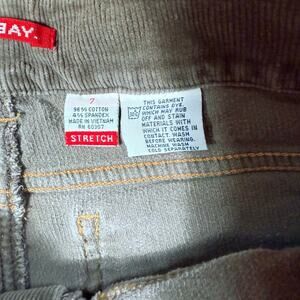 BAY.
7
96% COTTON
4% SPANDEX
MADE IN VIETNAM
RN 60357
STRETCH
THIS GARMENT
CONTAINS DYE
WHICH MAY RUB
OFF AND STAIN
MATERIALS WITH
WHICH IT COMES IN
CONTACT. WASH
BEFORE WEARING.
MACHINE WASH
COLD SEPARATELY